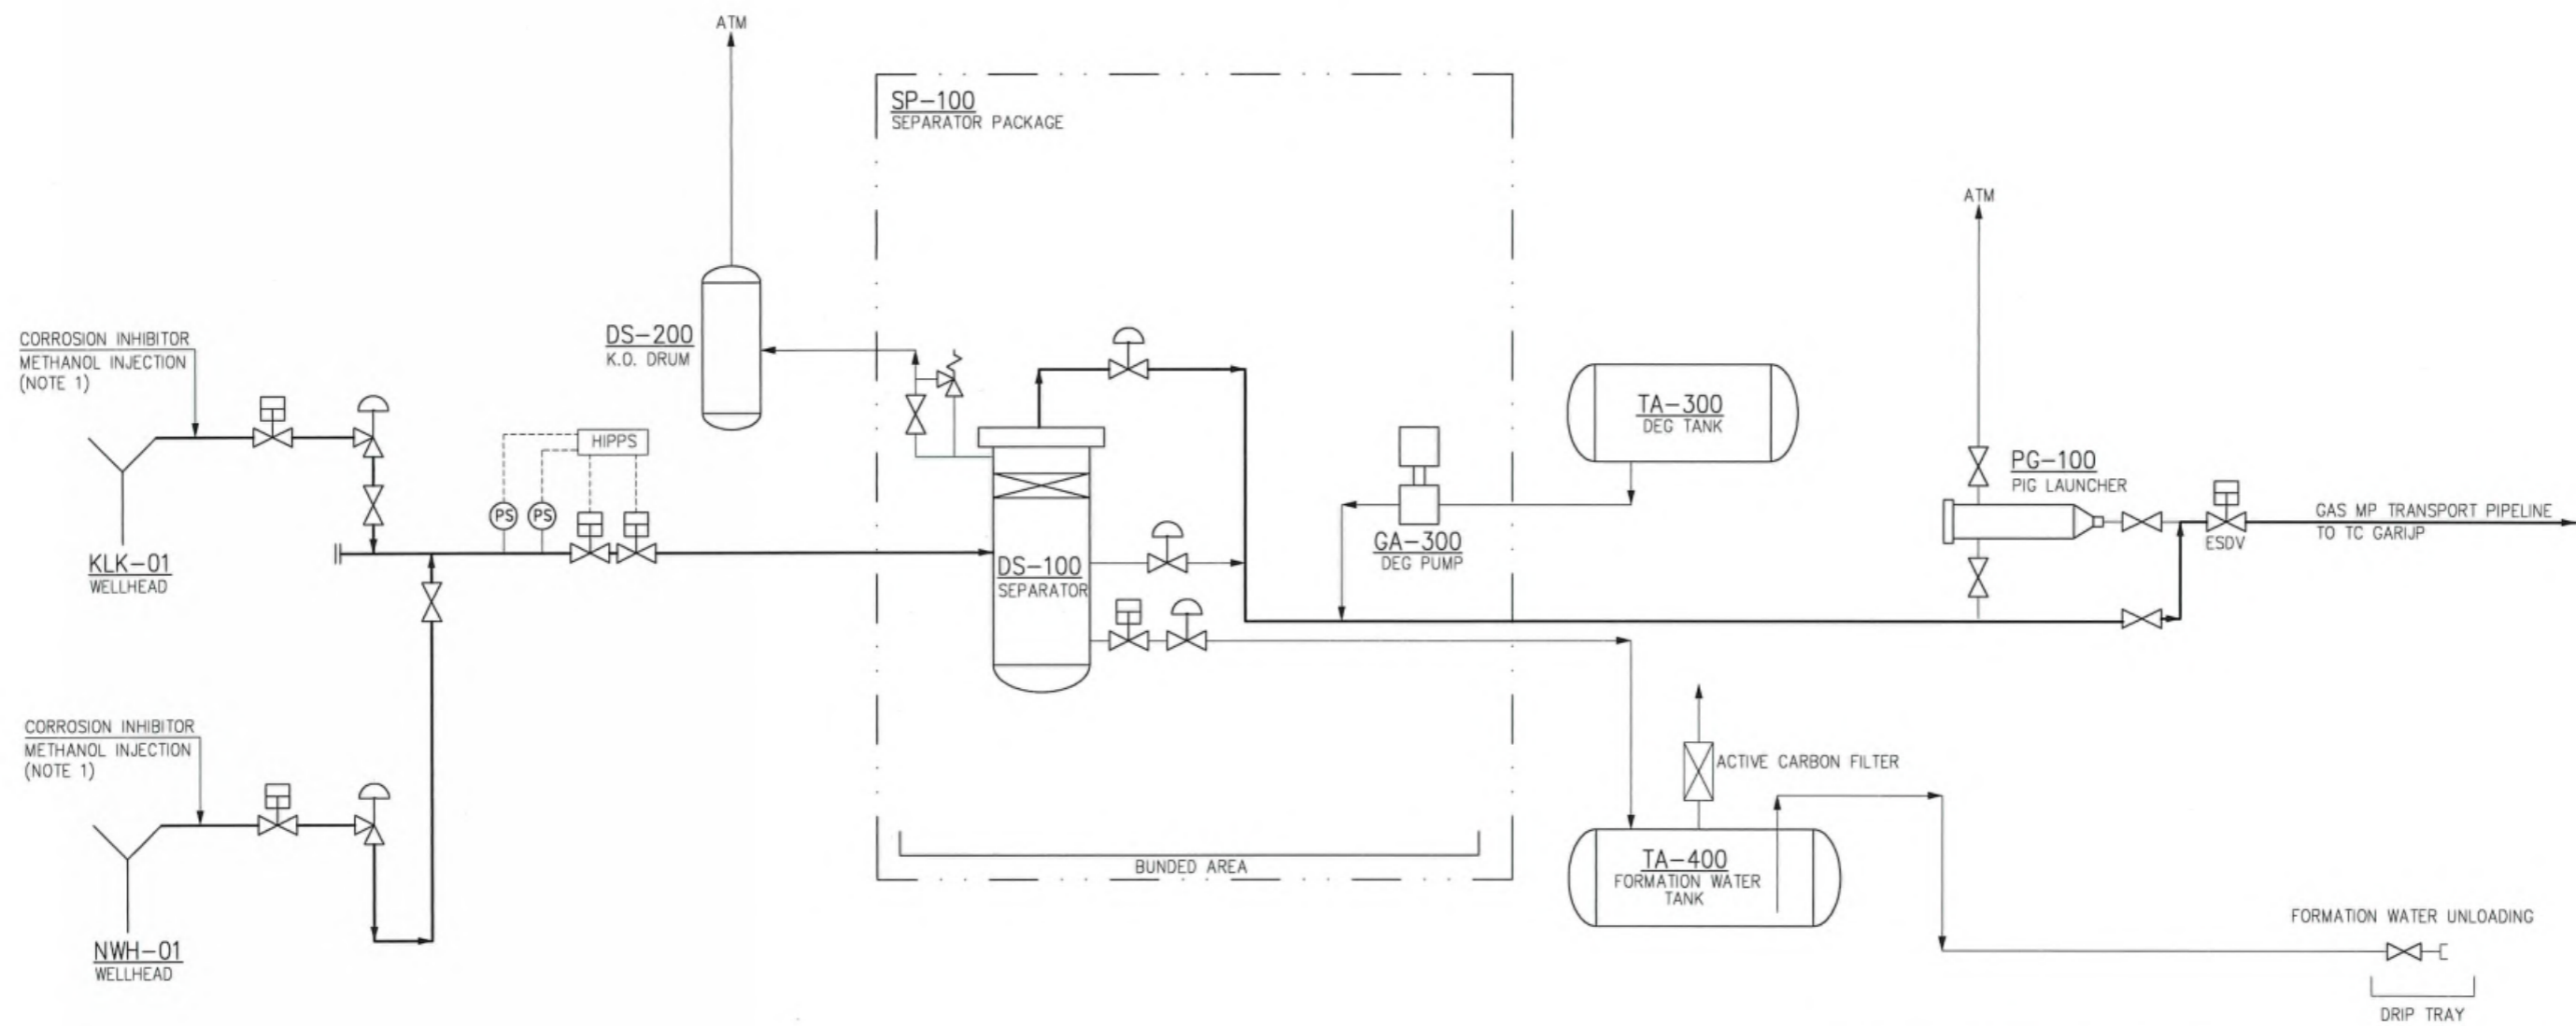 ATM
SP-100
SEPARATOR PACKAGE
ATM
DS-200
K.O. DRUM
CORROSION INHIBITOR
METHANOL INJECTION
(NOTE 1)
HIPPS
PS
PS
KLK-01
WELLHEAD
DS-100
SEPARATOR
TA-300
DEG TANK
GA-300
DEG PUMP
PG-100
PIG LAUNCHER
ESDV
GAS MP TRANSPORT PIPELINE
TO TC GARIJP
CORROSION INHIBITOR
METHANOL INJECTION
(NOTE 1)
NWH-01
WELLHEAD
BUNDED AREA
ACTIVE CARBON FILTER
TA-400
FORMATION WATER
TANK
FORMATION WATER UNLOADING
DRIP TRAY